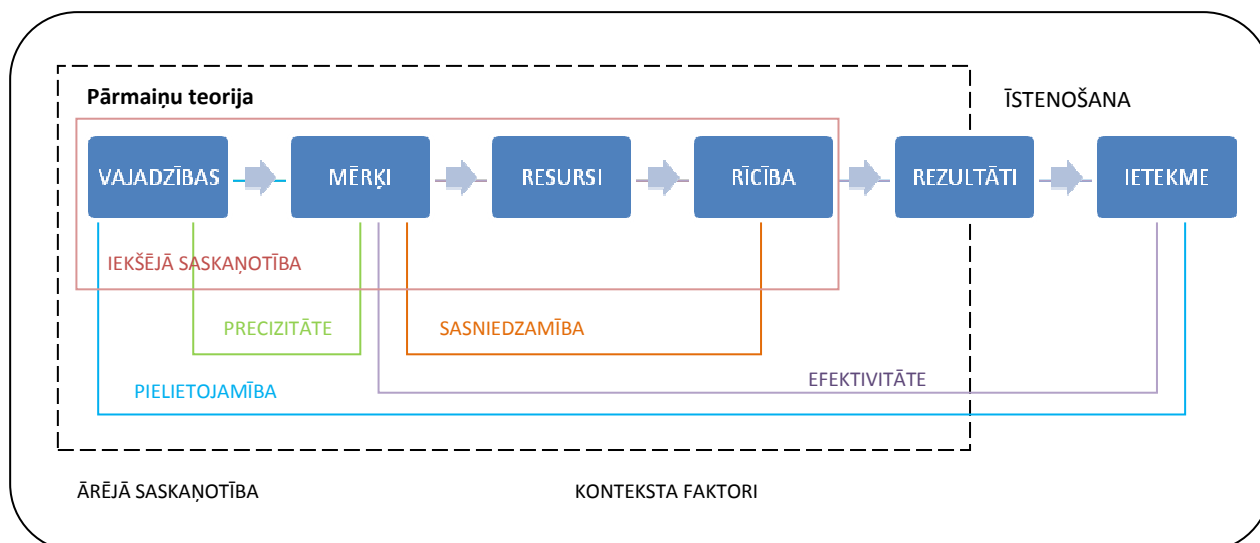 Pārmaiņu teorija
ĪSTENOŠANA
VAJADZĪBAS
MĒRĶI
RESURSI
RĪCĪBA
REZULTĀTI
IETEKME
IEKŠĒJĀ SASKAŅOTĪBA
PRECIZITĀTE
SASNIEDZAMĪBA
EFEKTIVITĀTE
PIELIETOJAMĪBA
ĀRĒJĀ SASKAŅOTĪBA
KONTEKSTA FAKTORI